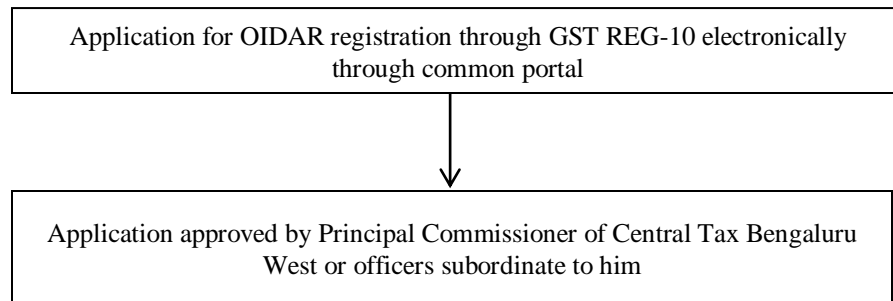 Application for OIDAR registration through GST REG-10 electronically
through common portal
Application approved by Principal Commissioner of Central Tax Bengaluru
West or officers subordinate to him